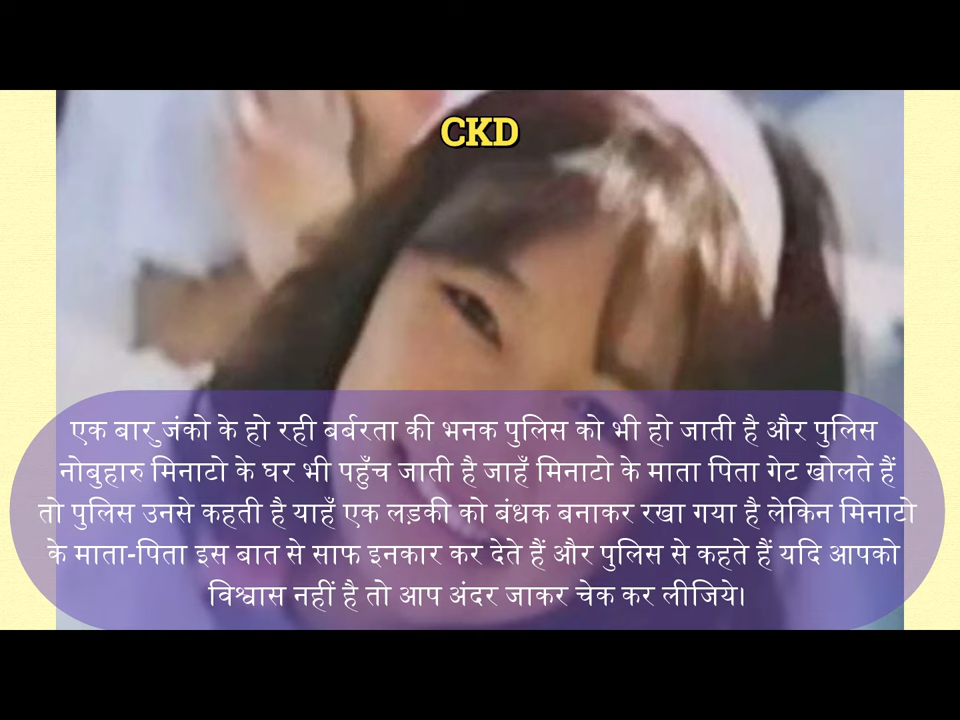 CKD
एक बार जुंको के हो रही बर्बरता की भनक पुलिस को भी हो जाती है और पुलिस
नोबुहारु मिनाटो के घर भी पहुँच जाती है जाहँ मिनाटो के माता पिता गेट खोलते हैं
तो पुलिस उनसे कहती है याहँ एक लड़की को बंधक बनाकर रखा गया है लेकिन मिनाटो
के माता-पिता इस बात से साफ इनकार कर देते हैं और पुलिस से कहते हैं यदि आपको
विश्वास नहीं है तो आप अंदर जाकर चेक कर लीजिये।